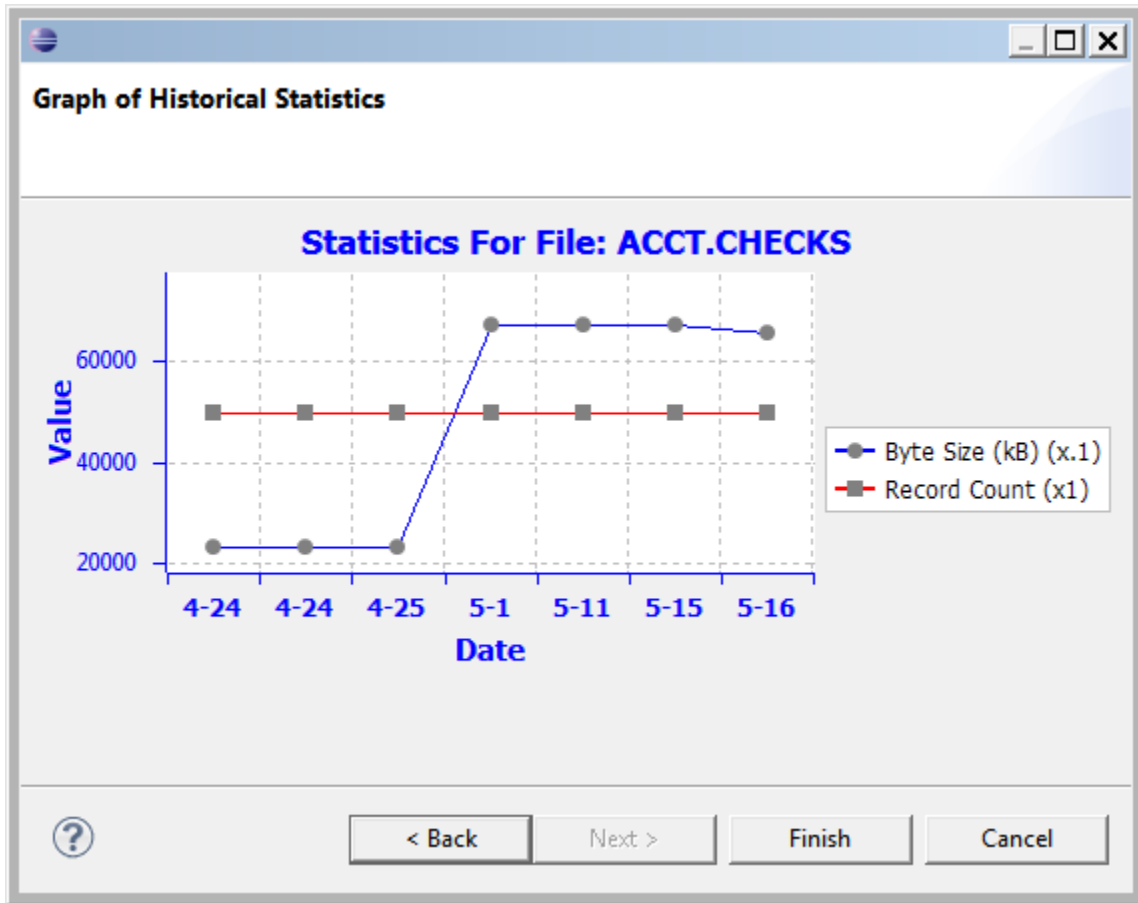 Graph of Historical Statistics
Statistics For File: ACCT.CHECKS
Value
60000
40000
20000
4-24 4-24 4-25 5-1 5-11 5-15 5-16
Date
Byte Size (kB) (x.1)
Record Count (x1)
?
< Back Next > Finish Cancel